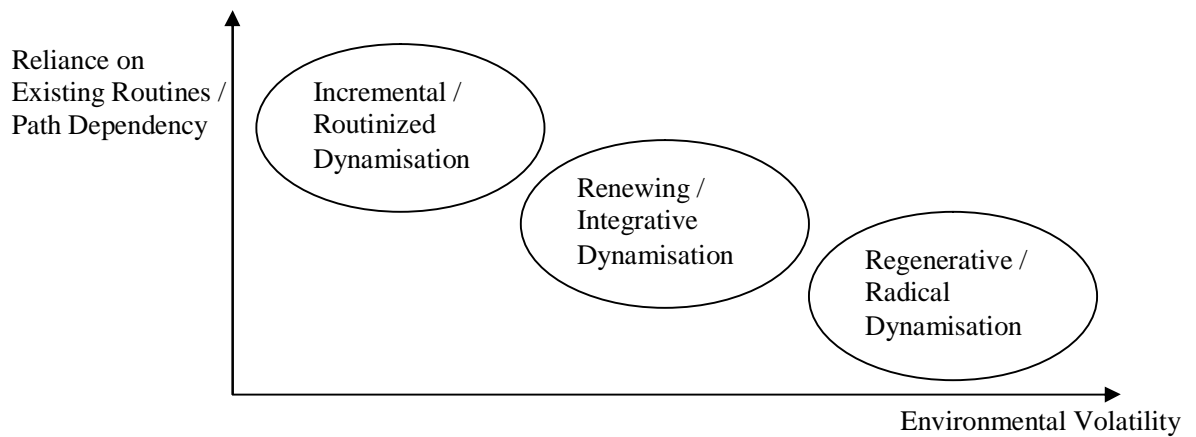 Reliance on
Existing Routines /
Path Dependency
Incremental /
Routinized
Dynamisation
Renewing /
Integrative
Dynamisation
Regenerative /
Radical
Dynamisation
Environmental Volatility